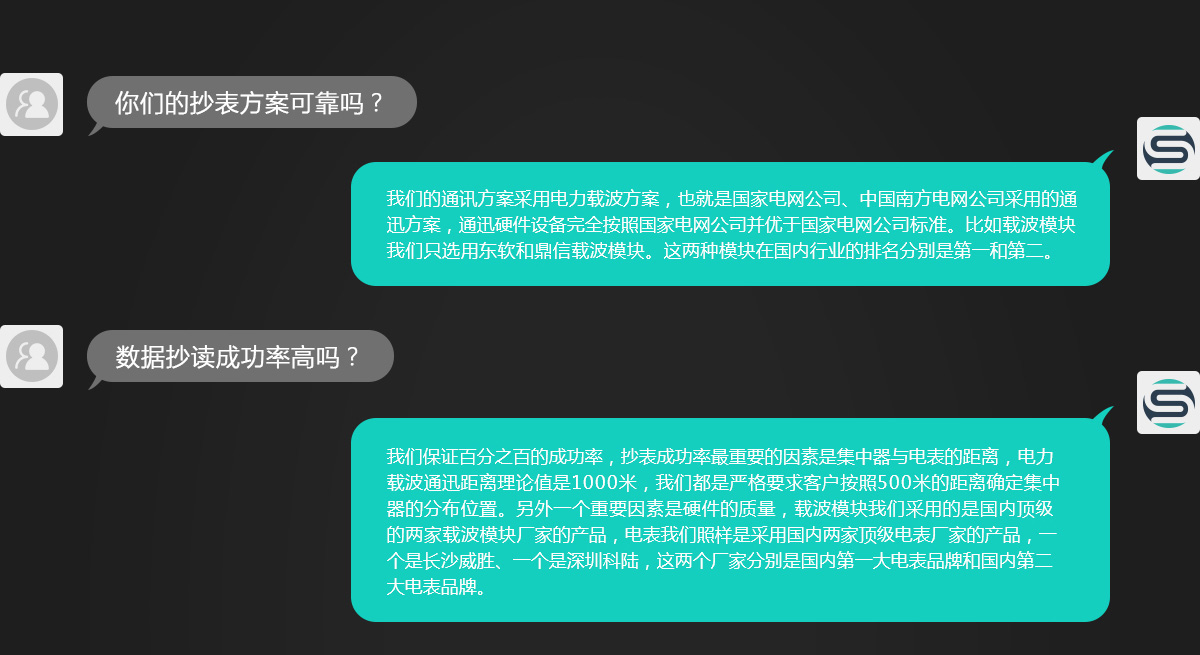 你们的抄表方案可靠吗？
我们的通讯方案采用电力载波方案，也就是国家电网公司、中国南方电网公司采用的通
迅方案，通迅硬件设备完全按照国家电网公司并优于国家电网公司标准。比如载波模块
我们只选用东软和鼎信载波模块。这两种模块在国内行业的排名分别是第一和第二。
数据抄读成功率高吗？
我们保证百分之百的成功率，抄表成功率最重要的因素是集中器与电表的距离，电力
载波通迅距离理论值是1000米，我们都是严格要求客户按照500米的距离确定集中
器的分布位置。另外一个重要因素是硬件的质量，载波模块我们采用的是国内顶级
的两家载波模块厂家的产品，电表我们照样是采用国内两家顶级电表厂家的产品，一
个是长沙威胜、一个是深圳科陆，这两个厂家分别是国内第一大电表品牌和国内第二
大电表品牌。